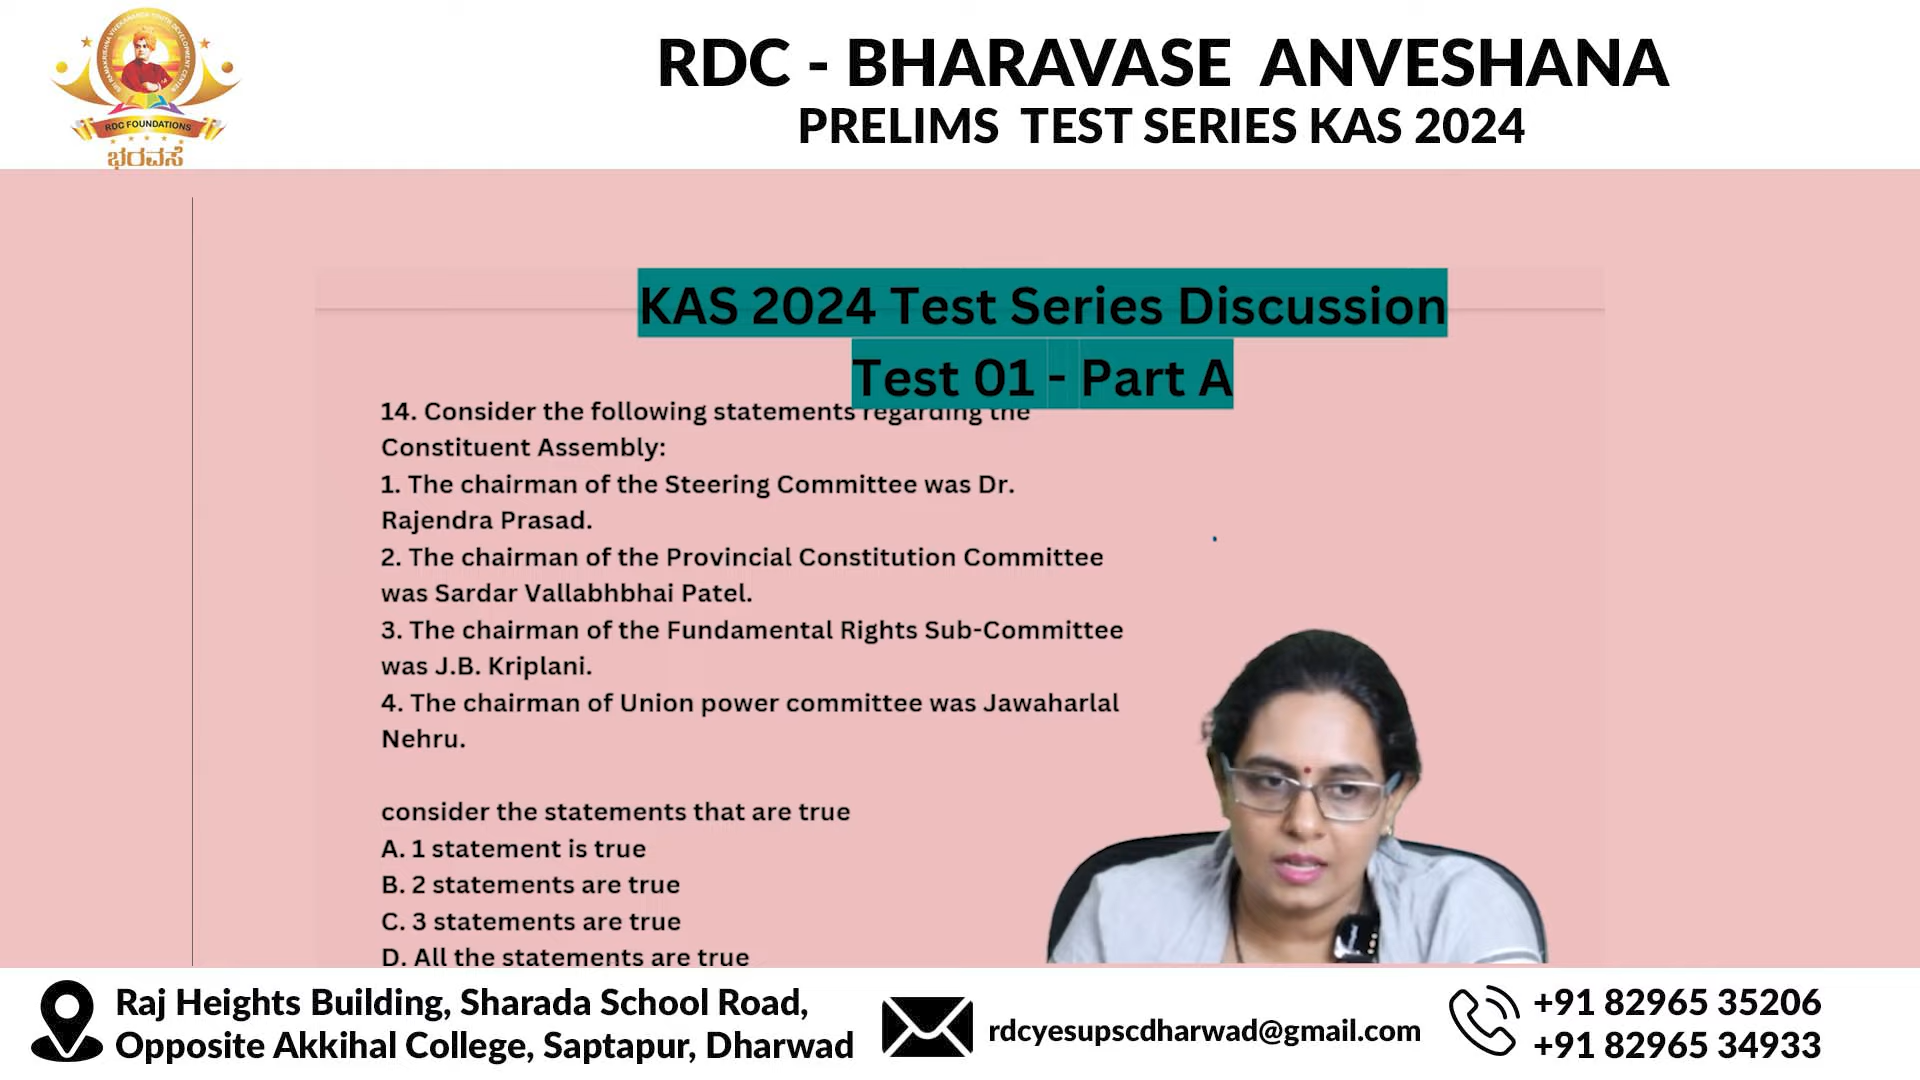 RDC - BHARAVASE ANVESHANA
PRELIMS TEST SERIES KAS 2024
RDC FOUNDATIONS
ಭರವಸೆ
KAS 2024 Test Series Discussion
Test 01 - Part A
14. Consider the following statements regarding the
Constituent Assembly:
1. The chairman of the Steering Committee was Dr.
Rajendra Prasad.
2. The chairman of the Provincial Constitution Committee
was Sardar Vallabhbhai Patel.
3. The chairman of the Fundamental Rights Sub-Committee
was J.B. Kriplani.
4. The chairman of Union power committee was Jawaharlal
Nehru.
consider the statements that are true
A. 1 statement is true
B. 2 statements are true
C. 3 statements are true
D. All the statements are true
Raj Heights Building, Sharada School Road,
Opposite Akkihal College, Saptapur, Dharwad
rdcyesupscdharwad@gmail.com
+91 82965 35206
+91 82965 34933